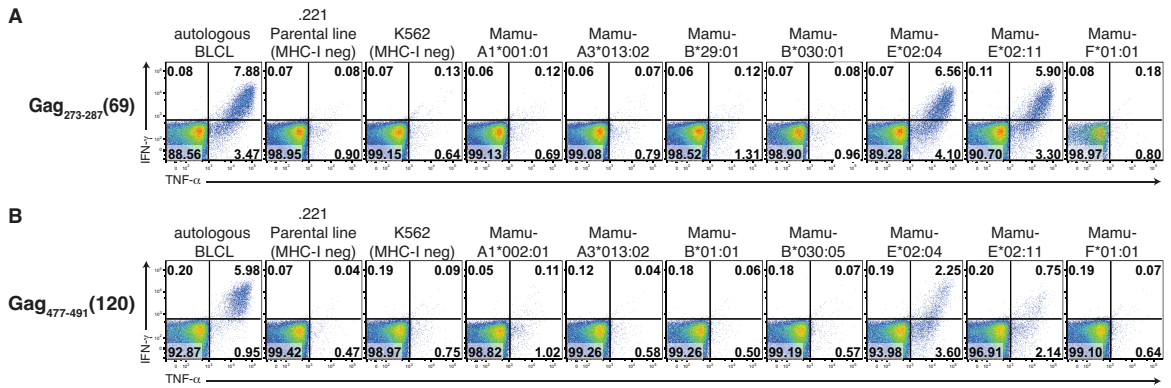 A
autologous BLCL
.221 Parental line (MHC-I neg)
K562 (MHC-I neg)
Mamu-A1*001:01
Mamu-A3*013:02
Mamu-B*29:01
Mamu-B*030:01
Mamu-E*02:04
Mamu-E*02:11
Mamu-F*01:01
Gag273-287(69)
IFN-γ
0.08 7.88 0.07 0.08 0.07 0.13 0.06 0.12 0.06 0.07 0.06 0.12 0.07 0.08 0.07 6.56 0.11 5.90 0.08 0.18
88.56 3.47 98.95 0.90 99.15 0.64 99.13 0.69 99.08 0.79 98.52 1.31 98.90 0.96 89.28 4.10 90.70 3.30 98.97 0.80
TNF-α
B
autologous BLCL
.221 Parental line (MHC-I neg)
K562 (MHC-I neg)
Mamu-A1*002:01
Mamu-A3*013:02
Mamu-B*01:01
Mamu-B*030:05
Mamu-E*02:04
Mamu-E*02:11
Mamu-F*01:01
Gag477-491(120)
IFN-γ
0.20 5.98 0.07 0.04 0.19 0.09 0.05 0.11 0.12 0.04 0.18 0.06 0.18 0.07 0.19 2.25 0.20 0.75 0.19 0.07
92.87 0.95 99.42 0.47 98.97 0.75 98.82 1.02 99.26 0.58 99.26 0.50 99.19 0.57 93.98 3.60 96.91 2.14 99.10 0.64
TNF-α